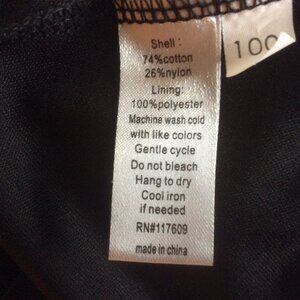 Shell :
74%cotton
26%nylon
Lining:
100%polyester
Machine wash cold
with like colors
Gentle cycle
Do not bleach
Hang to dry
Cool iron
if needed
RN#117609
made in china
100